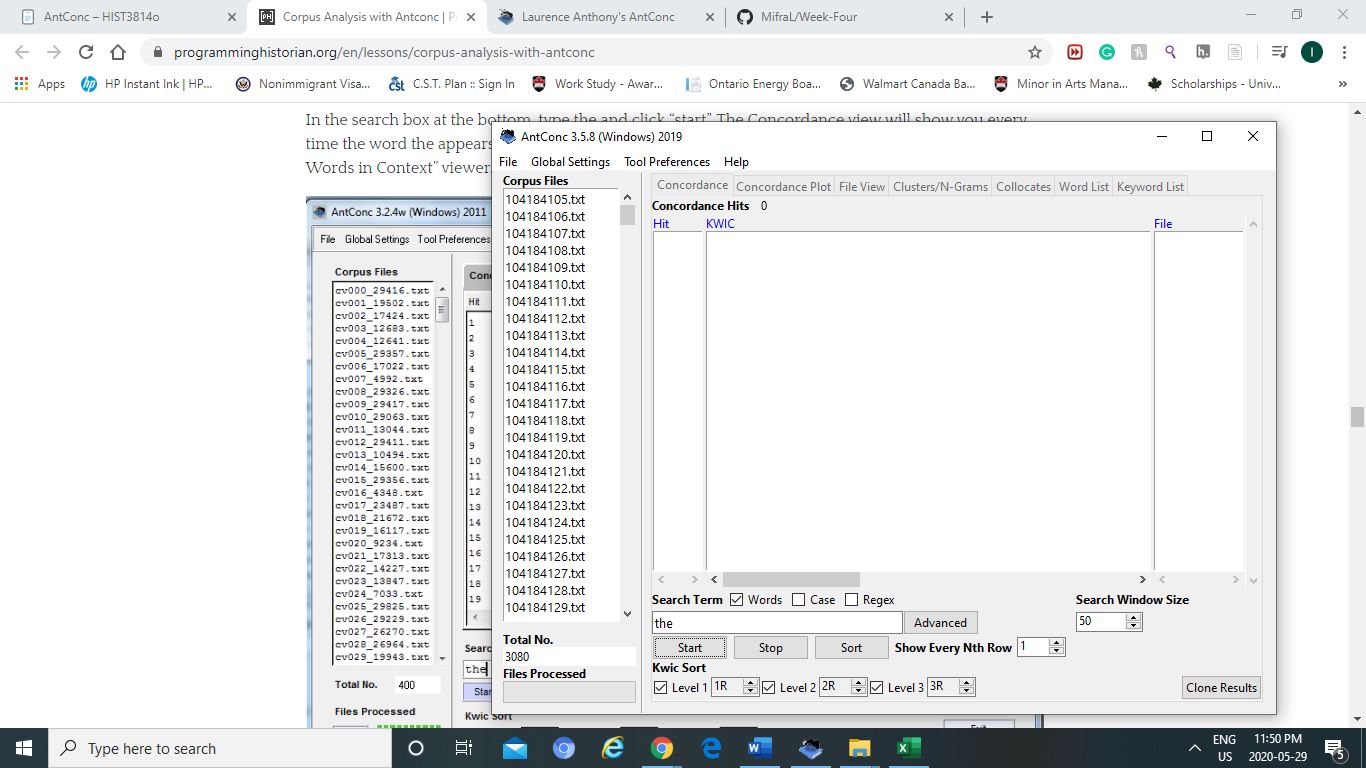 AntConc – HIST3814o
Corpus Analysis with Antconc | P
Laurence Anthony's AntConc
MifraL/Week-Four
programminghistorian.org/en/lessons/corpus-analysis-with-antconc
I
Apps
HP Instant Ink | HP...
Nonimmigrant Visa...
C.S.T. Plan :: Sign In
Work Study - Awar...
Ontario Energy Boa...
Walmart Canada Ba...
Minor in Arts Mana...
Scholarships - Univ...
»
In the search box at the bottom, type the and click "start". The Concordance view will show you every
time the word the appears
Words in Context" viewer
AntConc 3.2.4w (Windows) 2011
File Global Settings Tool Preferences
Corpus Files
cv000_29416.txt
cv001_19502.txt
cv002_17424.txt
cv003_12683.txt
cv004_12641.txt
cv005_29357.txt
cv006_17022.txt
cv007_4992.txt
cv008_29326.txt
cv009_29417.txt
cv010_29063.txt
cv011_13044.txt
cv012_29411.txt
cv013_10494.txt
cv014_15600.txt
cv015_29356.txt
cv016_4348.txt
cv017_23487.txt
cv018_21672.txt
cv019_16117.txt
cv020_9234.txt
cv021_17313.txt
cv022_14227.txt
cv023_13847.txt
cv024_7033.txt
cv025_29825.txt
cv026_29229.txt
cv027_26270.txt
cv028_26964.txt
cv029_19943.txt
Total No. 400
Files Processed
Conc
Hit
1
2
3
4
5
6
7
8
9
10
11
12
13
14
15
16
17
18
19
Searc
the
Star
Kwic Sort
Exit
AntConc 3.5.8 (Windows) 2019
File Global Settings Tool Preferences Help
Corpus Files
104184105.txt
104184106.txt
104184107.txt
104184108.txt
104184109.txt
104184110.txt
104184111.txt
104184112.txt
104184113.txt
104184114.txt
104184115.txt
104184116.txt
104184117.txt
104184118.txt
104184119.txt
104184120.txt
104184121.txt
104184122.txt
104184123.txt
104184124.txt
104184125.txt
104184126.txt
104184127.txt
104184128.txt
104184129.txt
Total No.
3080
Files Processed
Concordance Concordance Plot File View Clusters/N-Grams Collocates Word List Keyword List
Concordance Hits 0
Hit KWIC File
Search Term Words Case Regex
Search Window Size
the Advanced
50
Start Stop Sort Show Every Nth Row 1
Kwic Sort
Level 1 1R Level 2 2R Level 3 3R
Clone Results
Type here to search
ENG
US
11:50 PM
2020-05-29
5